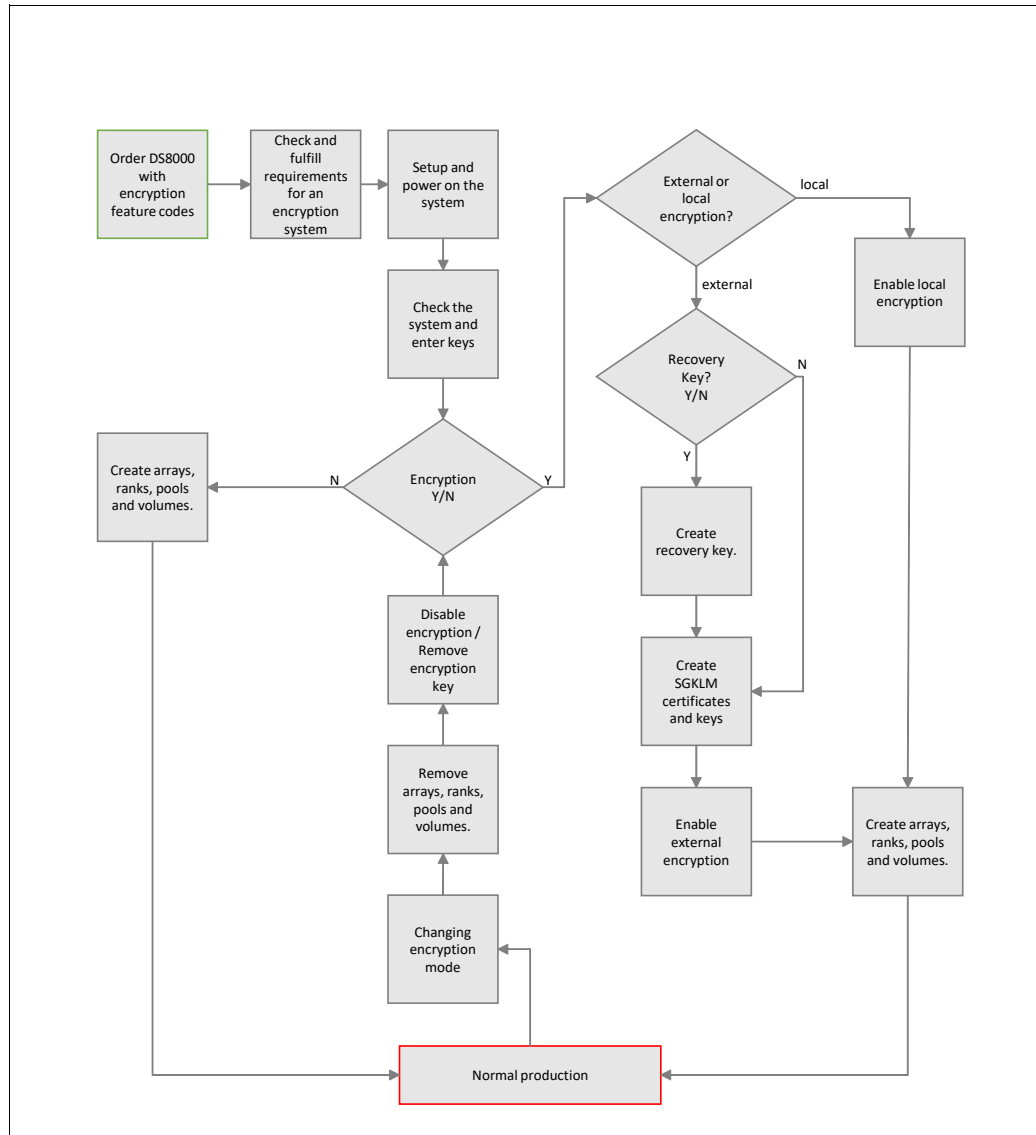 Order DS8000
with
encryption
feature codes
Check and
fulfill
requirements
for an
encryption
system
Setup and
power on the
system
External or
local
encryption?
local
Check the
system and
enter keys
Enable local
encryption
external
Recovery
Key?
Y/N
N
Y
Create arrays,
ranks, pools
and volumes.
N
Encryption
Y/N
Y
Create
recovery key.
Disable
encryption /
Remove
encryption
key
Create
SGKLM
certificates
and keys
Remove
arrays, ranks,
pools and
volumes.
Enable
external
encryption
Create arrays,
ranks, pools
and volumes.
Changing
encryption
mode
Normal production